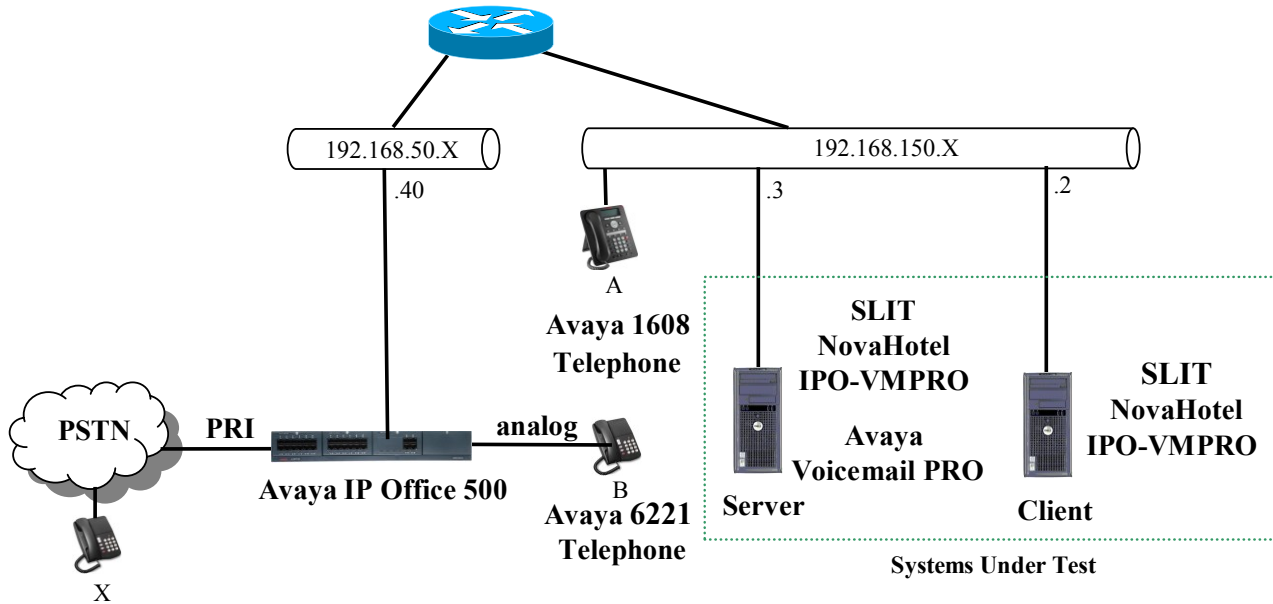 192.168.50.X
192.168.150.X
.40
.3
.2
A
Avaya 1608
Telephone
SLIT
NovaHotel
IPO-VMPRO
Avaya
Voicemail PRO
Server
SLIT
NovaHotel
IPO-VMPRO
Client
PSTN
PRI
analog
Avaya IP Office 500
B
Avaya 6221
Telephone
Systems Under Test
X